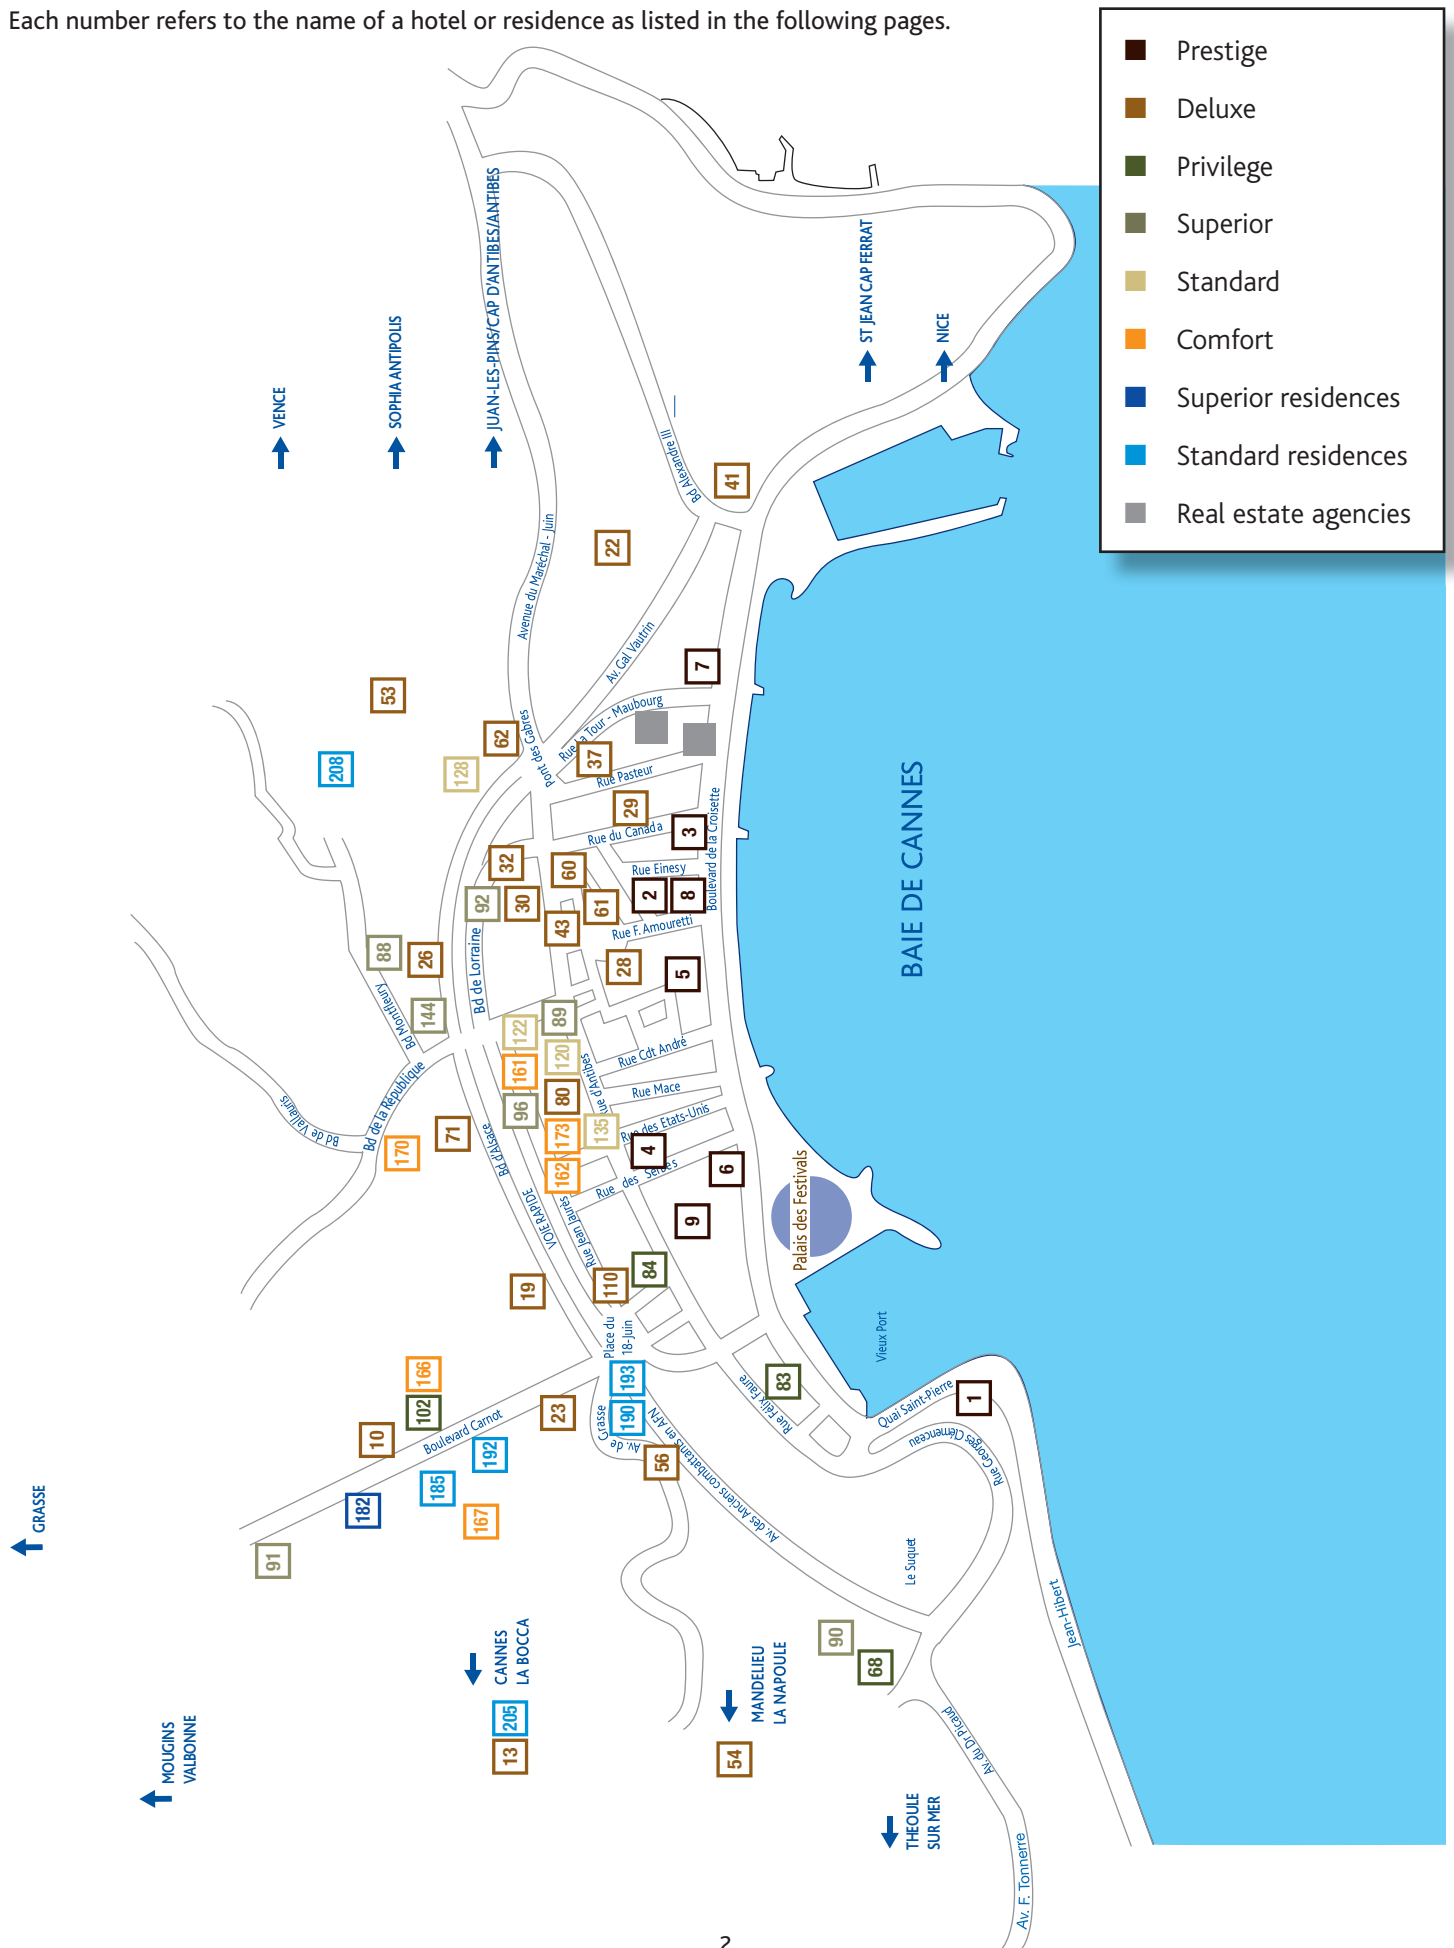 Each number refers to the name of a hotel or residence as listed in the following pages.
Prestige
Deluxe
Privilege
Superior
Standard
Comfort
Superior residences
Standard residences
Real estate agencies
VENCE
SOPHIA ANTIPOLIS
JUAN-LES-PINS/CAP D'ANTIBES/ANTIBES
ST JEAN CAP FERRAT
NICE
Bd Alexandre III
41
22
Avenue du Maréchal - Juin
Av. Gal Vautrin
7
53
62
208
128
Pont des Gabres
Rue La Tour - Maubourg
37
Rue Pasteur
29
Rue du Canada
3
Boulevard de la Croisette
32
60
Rue Einesy
2
8
92
30
61
43
Rue F. Amouretti
88
26
28
5
Bd de Lorraine
BAIE DE CANNES
Bd Montfleury
144
122
89
161
120
Rue Cdt André
Rue d'Antibes
Rue Mace
96
80
Rue des Etats-Unis
Bd de Vallauris
Bd de la République
170
71
Bd d'Alsace
173
135
4
162
Rue des Serbes
6
VOIE RAPIDE
Rue Jean Jaurès
9
Palais des Festivals
19
110
84
Place du
18-Juin
Vieux Port
166
102
193
83
10
23
190
Rue Félix Faure
Quai Saint-Pierre
1
Boulevard Carnot
192
Av. de Grasse
56
Rue Georges Clémenceau
185
182
167
Av. des Anciens combattants en AFN
GRASSE
91
Le Suquet
Jean-Hibert
CANNES
LA BOCCA
90
68
MANDELIEU
LA NAPOULE
205
13
54
MOUGINS
VALBONNE
Av. du Dr Picaud
THEOULE
SUR MER
Av. F. Tonnerre
2